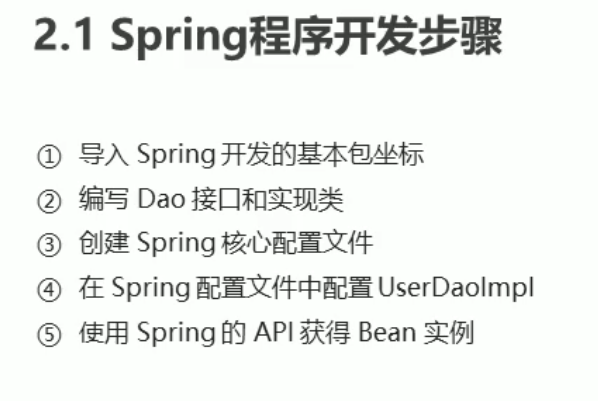 2.1 Spring程序开发步骤
① 导入 Spring 开发的基本包坐标
② 编写 Dao 接口和实现类
③ 创建 Spring 核心配置文件
④ 在 Spring 配置文件中配置 UserDaoImpl
⑤ 使用 Spring 的 API 获得 Bean 实例